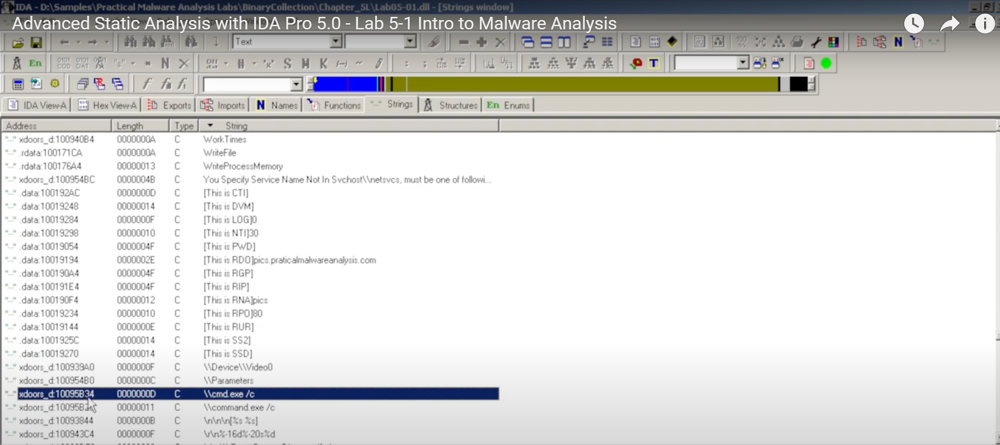 IDA - D:\Samples\Practical Malware Analysis Labs\BinaryCollection\Chapter_5L\Lab05-01.dll - [Strings window]
Advanced Static Analysis with IDA Pro 5.0 - Lab 5-1 Intro to Malware Analysis
Text
En
IDA View-A Hex View-A Exports Imports N Names Functions Strings Structures En Enums
Address Length Type String
"..." xdoors_d:100940B4 0000000A C WorkTimes
"..." .rdata:100171CA 0000000A C WriteFile
"..." .rdata:100176A4 00000013 C WriteProcessMemory
"..." xdoors_d:100954BC 0000004B C You Specify Service Name Not In Svchost\\netsvcs, must be one of followi...
"..." .data:100192AC 0000000D C [This is CTI]
"..." .data:10019248 00000014 C [This is DVM]
"..." .data:10019284 0000000F C [This is LOG]0
"..." .data:10019298 00000010 C [This is NTI]30
"..." .data:10019054 0000004F C [This is PWD]
"..." .data:10019194 0000002E C [This is RDO]pics.praticalmalwareanalysis.com
"..." .data:100190A4 0000004F C [This is RGP]
"..." .data:100191E4 0000004F C [This is RIP]
"..." .data:100190F4 00000012 C [This is RNA]pics
"..." .data:10019234 00000010 C [This is RPO]80
"..." .data:10019144 0000000E C [This is RUR]
"..." .data:1001925C 00000014 C [This is SS2]
"..." .data:10019270 00000014 C [This is SSD]
"..." xdoors_d:100939A0 0000000F C \\Device\\Video0
"..." xdoors_d:100954B0 0000000C C \\Parameters
"..." xdoors_d:10095B34 0000000D C \\cmd.exe /c
"..." 00000011 C \\command.exe /c
"..." xdoors_d:10093844 0000000B C \n\n\n[%s %s]
"..." xdoors_d:100943C4 0000000F C \r\n%-16d%-20s%d